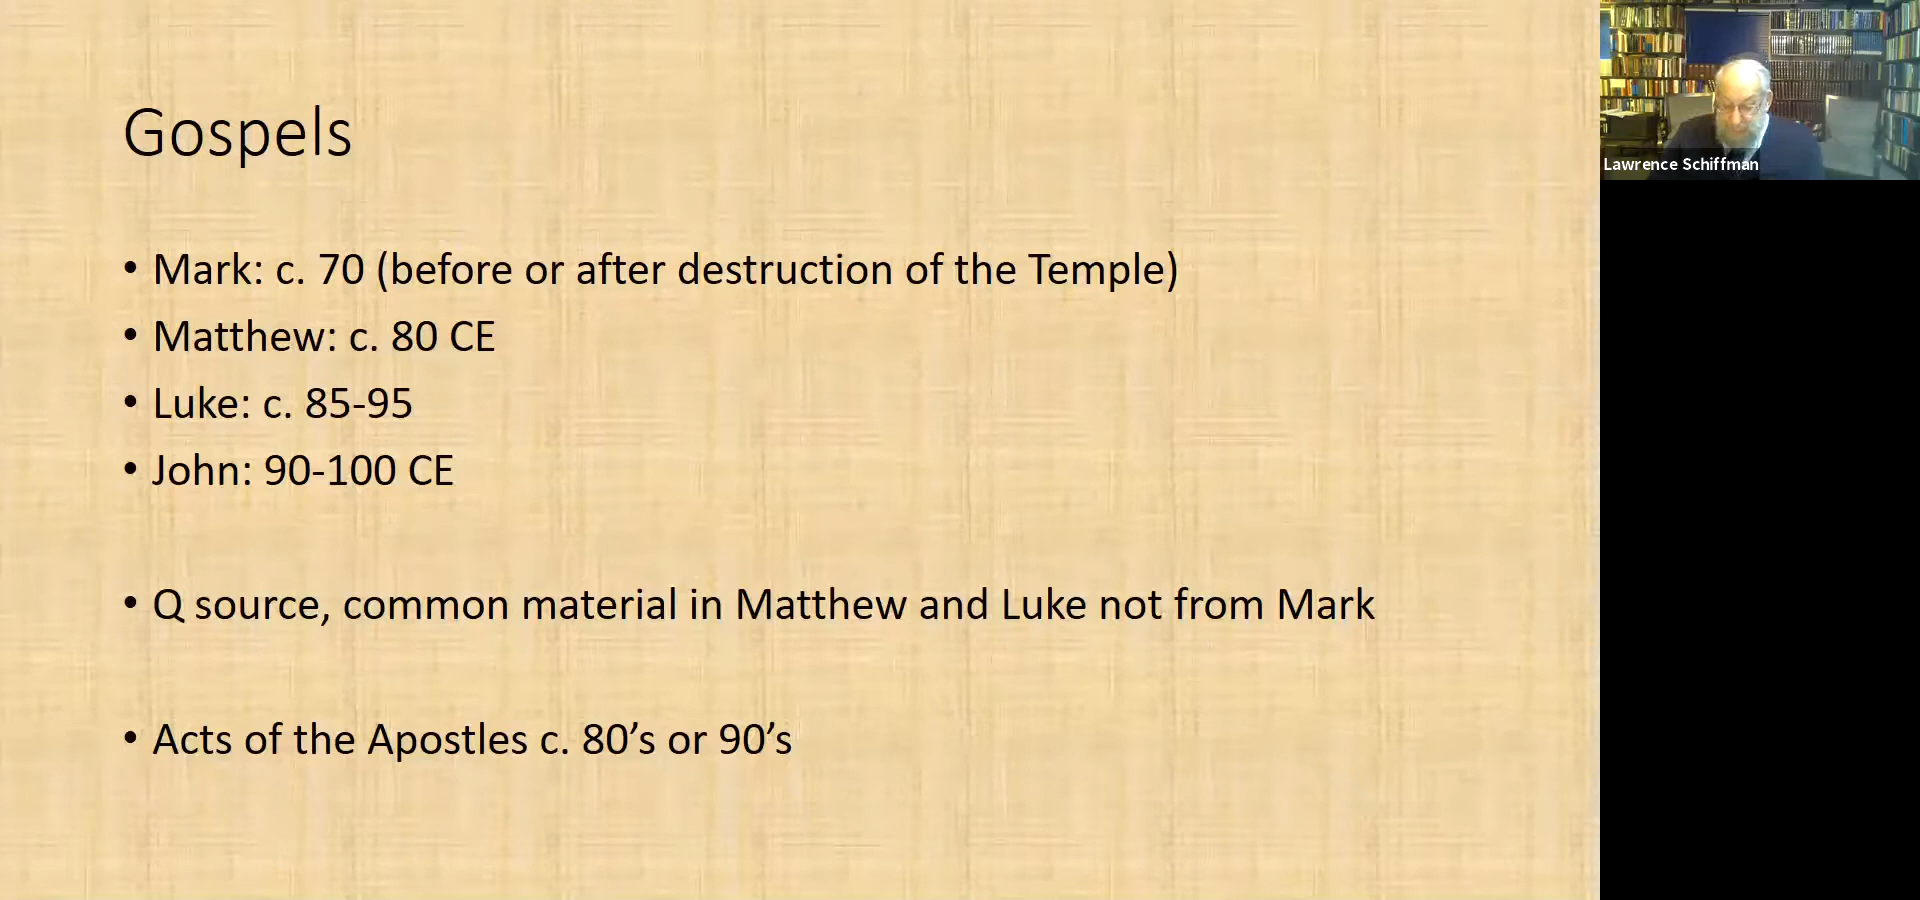 Gospels
• Mark: c. 70 (before or after destruction of the Temple)
• Matthew: c. 80 CE
• Luke: c. 85-95
• John: 90-100 CE
• Q source, common material in Matthew and Luke not from Mark
• Acts of the Apostles c. 80’s or 90’s
Lawrence Schiffman